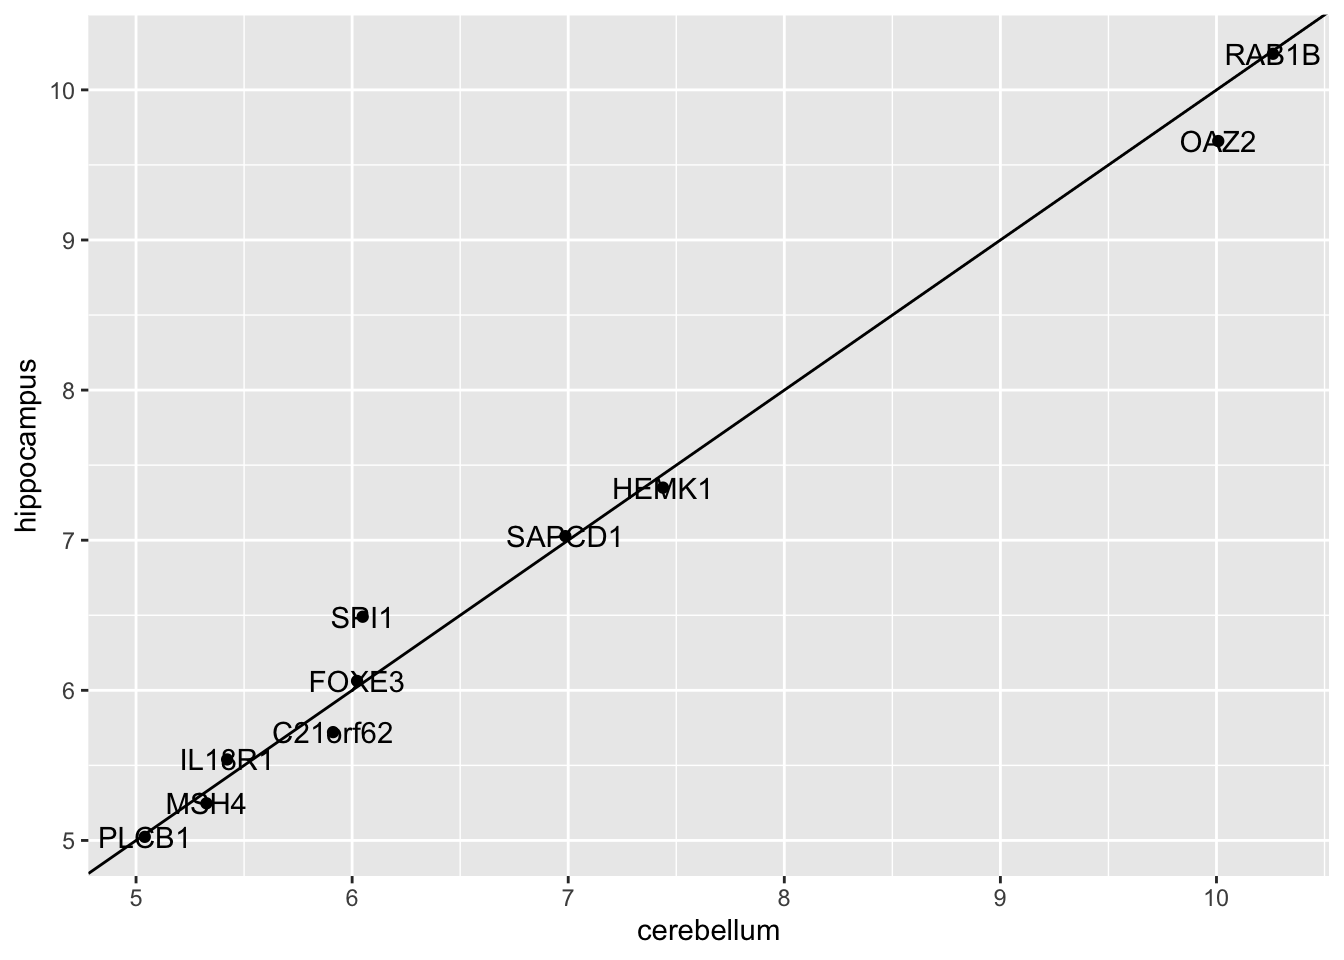 RAB1B
10
OAZ2
9
hippocampus
8
HEMK1
SAPCD1
7
SPI1
FOXE3
6
C21orf62
IL18R1
MSH4
PLCB1
5
5 6 7 8 9 10
cerebellum